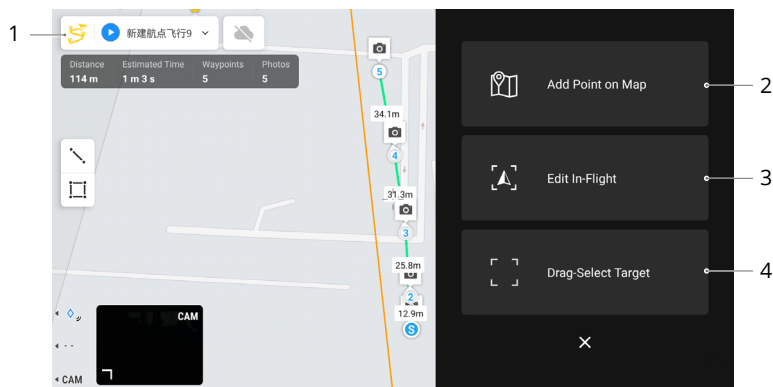 1
新建航点飞行9
Distance Estimated Time Waypoints Photos
114 m 1 m 3 s 5 5
5
34.1m
4
31.3m
3
25.8m
2
12.9m
S
CAM
- -
CAM
Add Point on Map
2
Edit In-Flight
3
Drag-Select Target
4